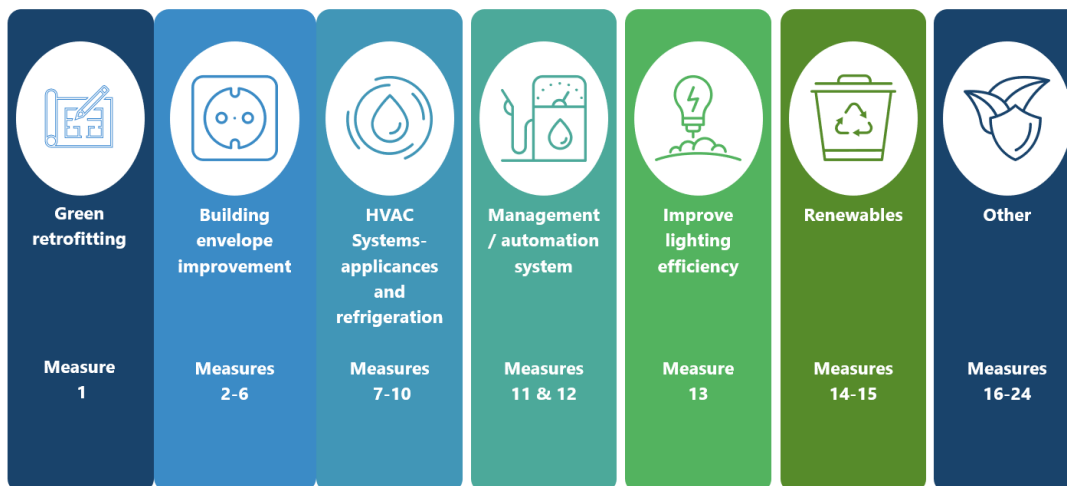 Green
retrofitting
Measure
1
Building
envelope
improvement
Measures
2-6
HVAC
Systems-
applicances
and
refrigeration
Measures
7-10
Management
/ automation
system
Measures
11 & 12
Improve
lighting
efficiency
Measure
13
Renewables
Measures
14-15
Other
Measures
16-24